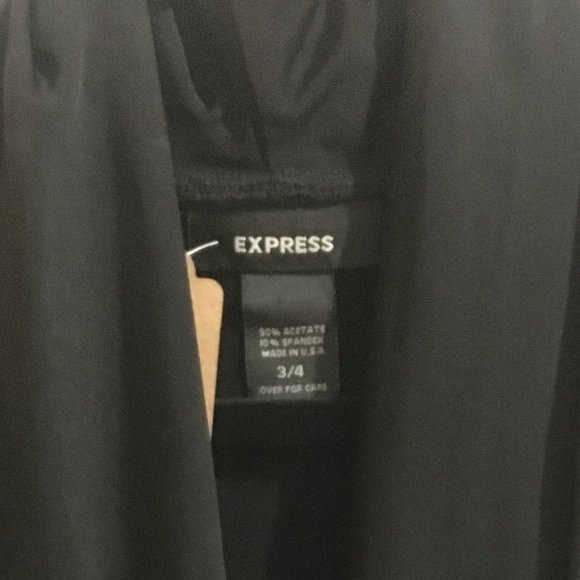 EXPRESS
90% ACETATE
10% SPANDEX
MADE IN U.S.A
3/4
OVER FOR CARE